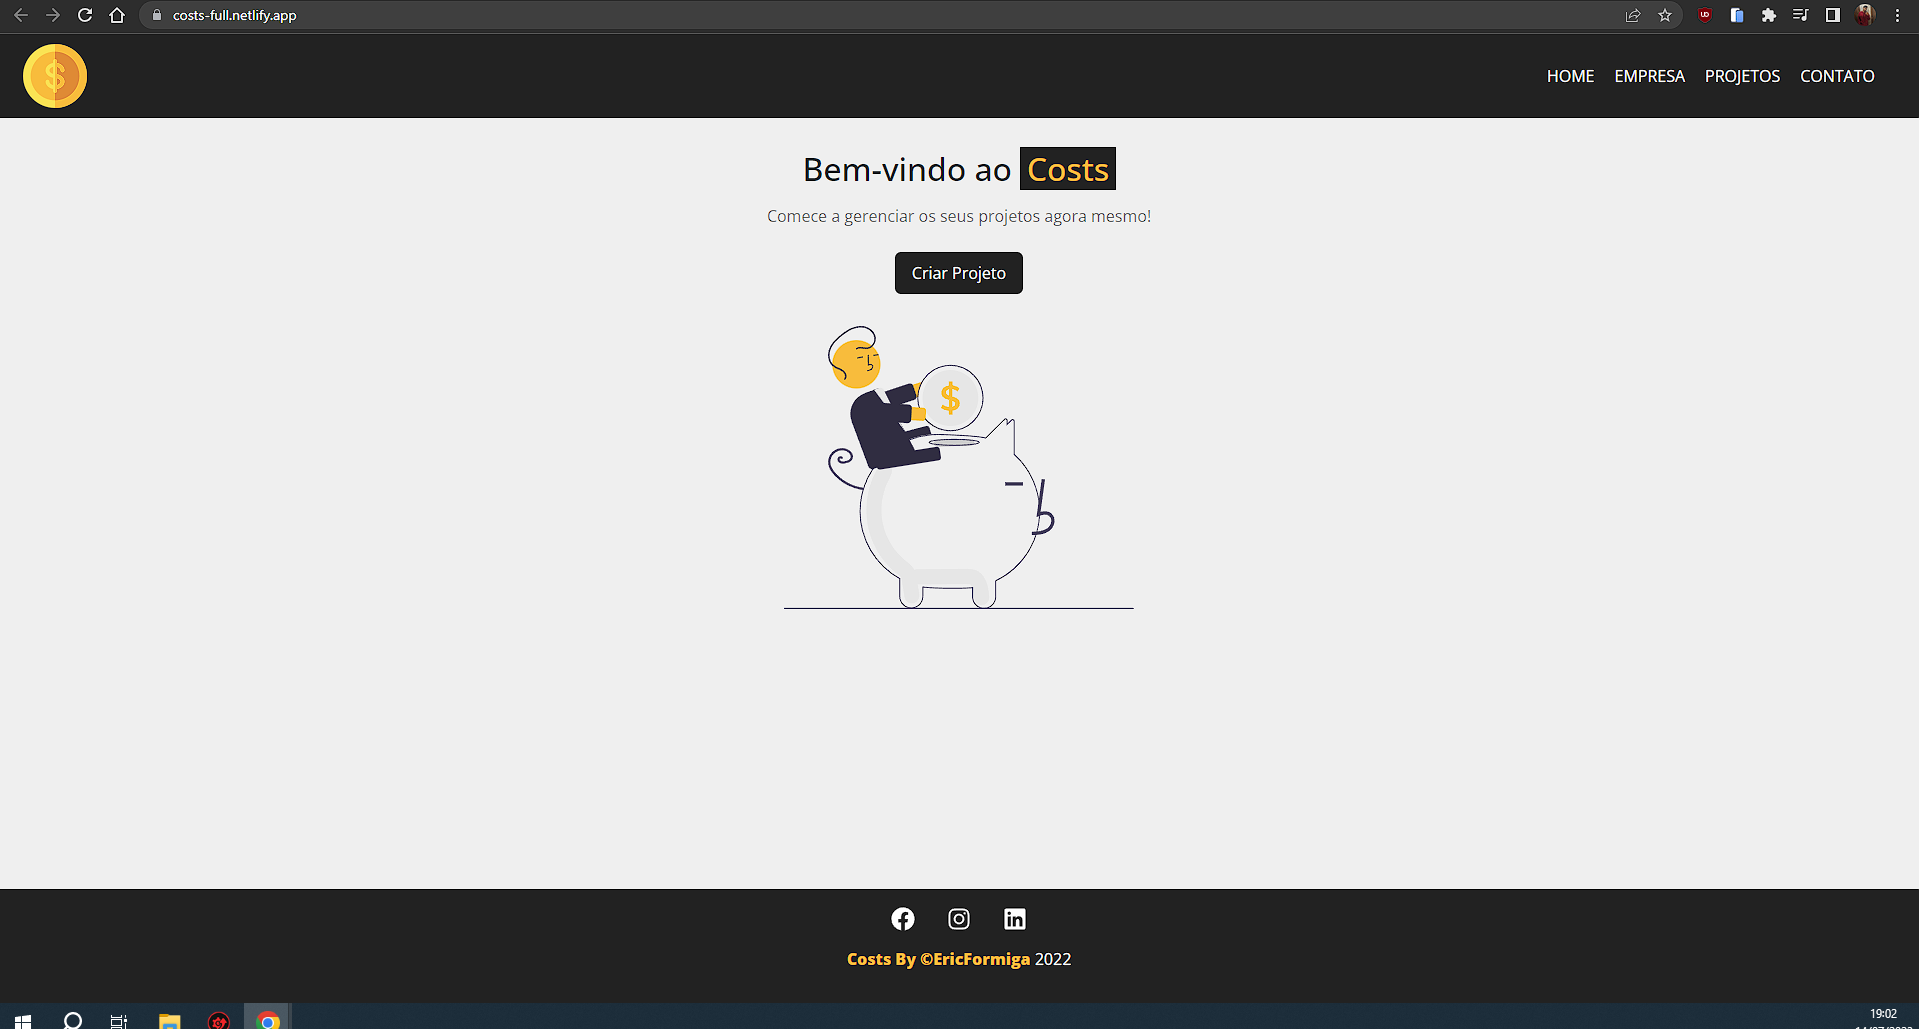 costs-full.netlify.app
$
HOME EMPRESA PROJETOS CONTATO
Bem-vindo ao Costs
Comece a gerenciar os seus projetos agora mesmo!
Criar Projeto
$
Costs By ©EricFormiga 2022
19:02